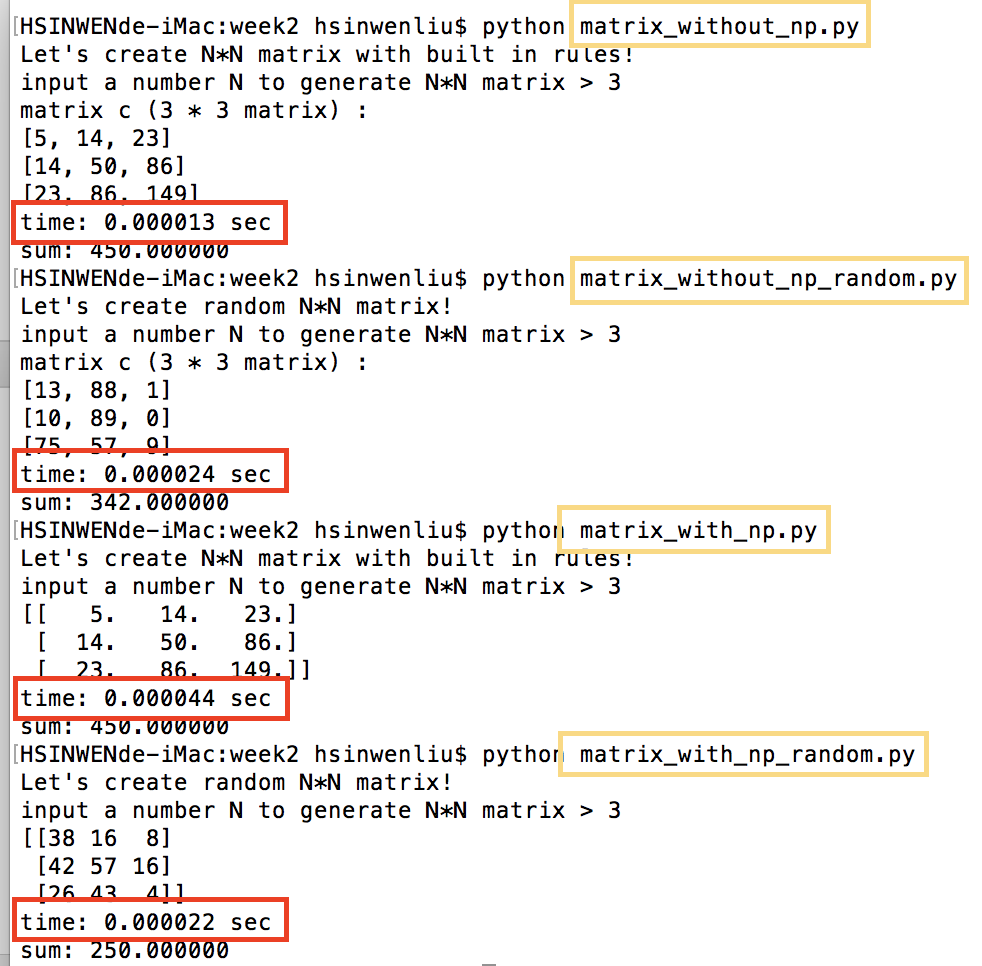 [HSINWENde-iMac:week2 hsinwenliu$ python matrix_without_np.py
Let's create N*N matrix with built in rules!
input a number N to generate N*N matrix > 3
matrix c (3 * 3 matrix) :
[5, 14, 23]
[14, 50, 86]
[23, 86, 149]
time: 0.000013 sec
sum: 450.000000
[HSINWENde-iMac:week2 hsinwenliu$ python matrix_without_np_random.py
Let's create random N*N matrix!
input a number N to generate N*N matrix > 3
matrix c (3 * 3 matrix) :
[13, 88, 1]
[10, 89, 0]
[75, 57, 9]
time: 0.000024 sec
sum: 342.000000
[HSINWENde-iMac:week2 hsinwenliu$ python matrix_with_np.py
Let's create N*N matrix with built in rules!
input a number N to generate N*N matrix > 3
[[   5.   14.   23.]
 [  14.   50.   86.]
 [  23.   86.  149.]]
time: 0.000044 sec
sum: 450.000000
[HSINWENde-iMac:week2 hsinwenliu$ python matrix_with_np_random.py
Let's create random N*N matrix!
input a number N to generate N*N matrix > 3
[[38 16  8]
 [42 57 16]
 [26 43  4]]
time: 0.000022 sec
sum: 250.000000